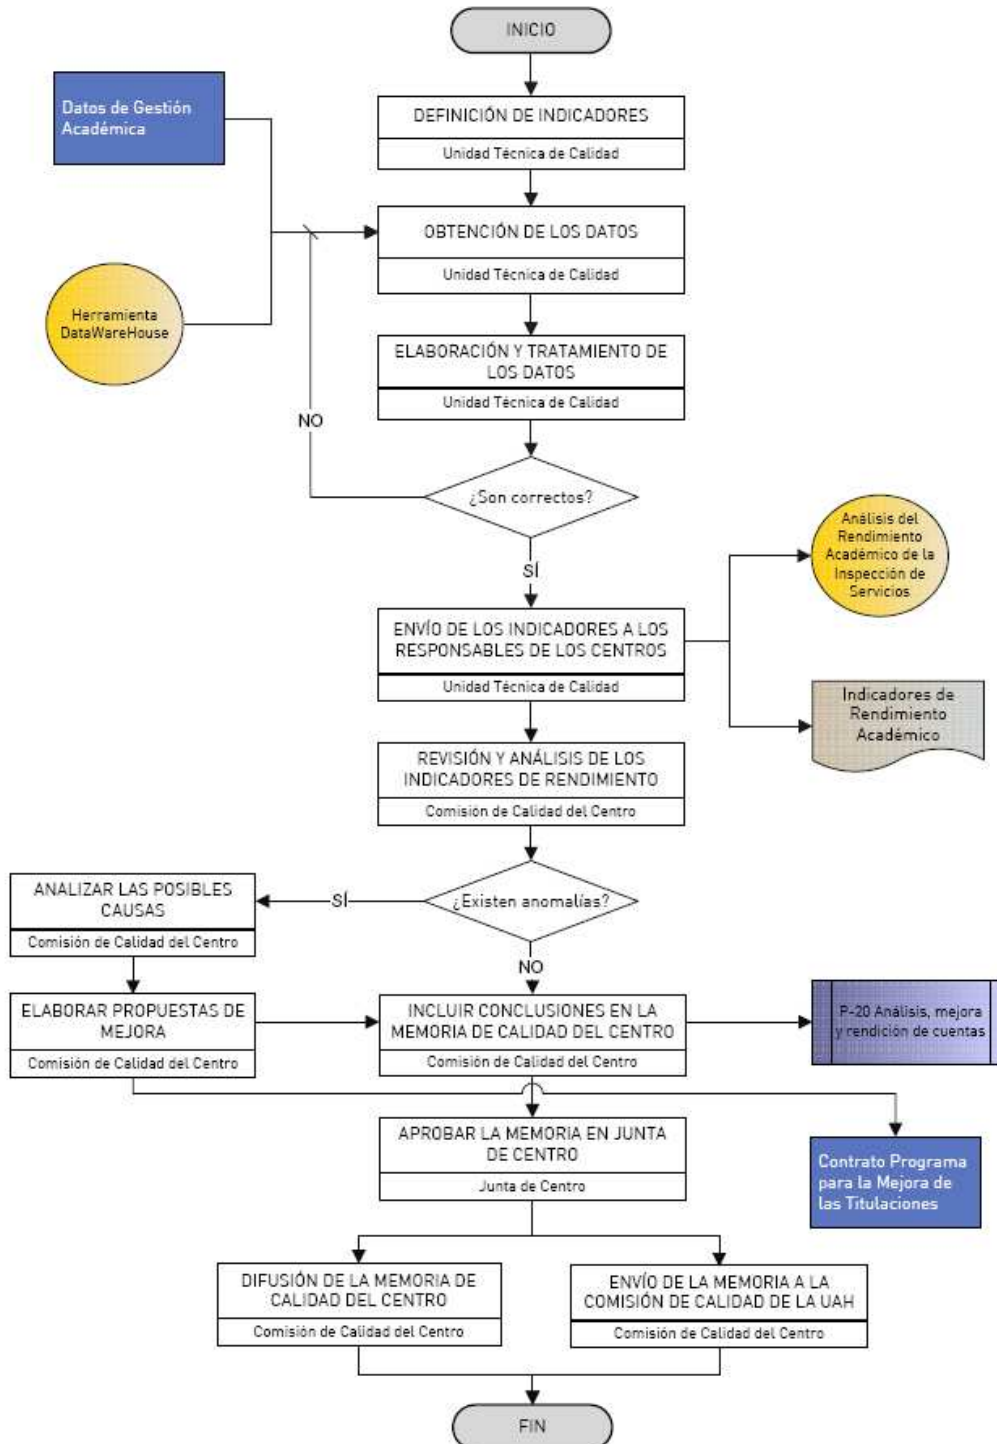 INICIO
Datos de Gestión
Académica
DEFINICIÓN DE INDICADORES
Unidad Técnica de Calidad
OBTENCIÓN DE LOS DATOS
Unidad Técnica de Calidad
Herramienta
DataWareHouse
ELABORACIÓN Y TRATAMIENTO DE
LOS DATOS
Unidad Técnica de Calidad
NO
¿Son correctos?
SÍ
Análisis del
Rendimiento
Académico de la
Inspección de
Servicios
ENVÍO DE LOS INDICADORES A LOS
RESPONSABLES DE LOS CENTROS
Unidad Técnica de Calidad
Indicadores de
Rendimiento
Académico
REVISIÓN Y ANÁLISIS DE LOS
INDICADORES DE RENDIMIENTO
Comisión de Calidad del Centro
¿Existen anomalías?
SÍ
ANALIZAR LAS POSIBLES
CAUSAS
Comisión de Calidad del Centro
NO
ELABORAR PROPUESTAS DE
MEJORA
Comisión de Calidad del Centro
INCLUIR CONCLUSIONES EN LA
MEMORIA DE CALIDAD DEL CENTRO
Comisión de Calidad del Centro
P-20 Análisis, mejora
y rendición de cuentas
APROBAR LA MEMORIA EN JUNTA
DE CENTRO
Junta de Centro
Contrato Programa
para la Mejora de
las Titulaciones
DIFUSIÓN DE LA MEMORIA DE
CALIDAD DEL CENTRO
Comisión de Calidad del Centro
ENVÍO DE LA MEMORIA A LA
COMISIÓN DE CALIDAD DE LA UAH
Comisión de Calidad del Centro
FIN